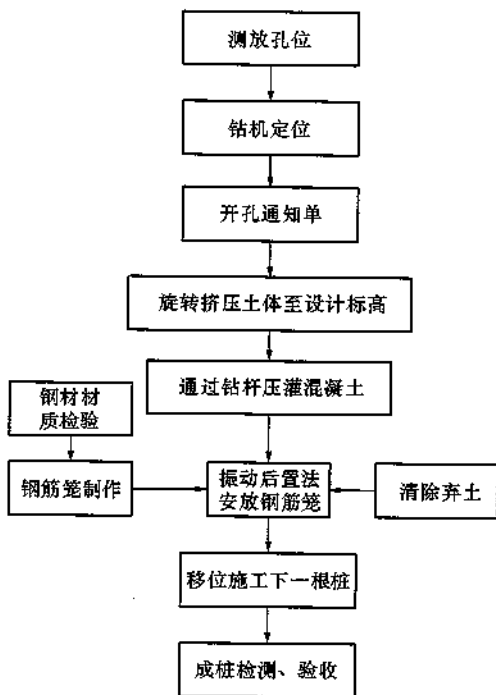 测放孔位
钻机定位
开孔通知单
旋转挤压土体至设计标高
通过钻杆压灌混凝土
钢材材
质检验
钢筋笼制作
振动后置法
安放钢筋笼
清除弃土
移位施工下一根桩
成桩检测、验收